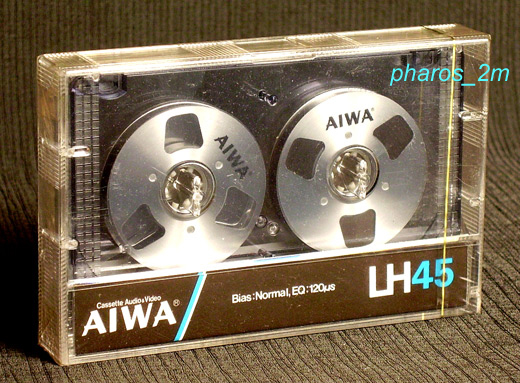 pharos_2m
AIWA®
AIWA
Cassette Audio & Video
AIWA®
Bias:Normal, EQ:120µs
LH45